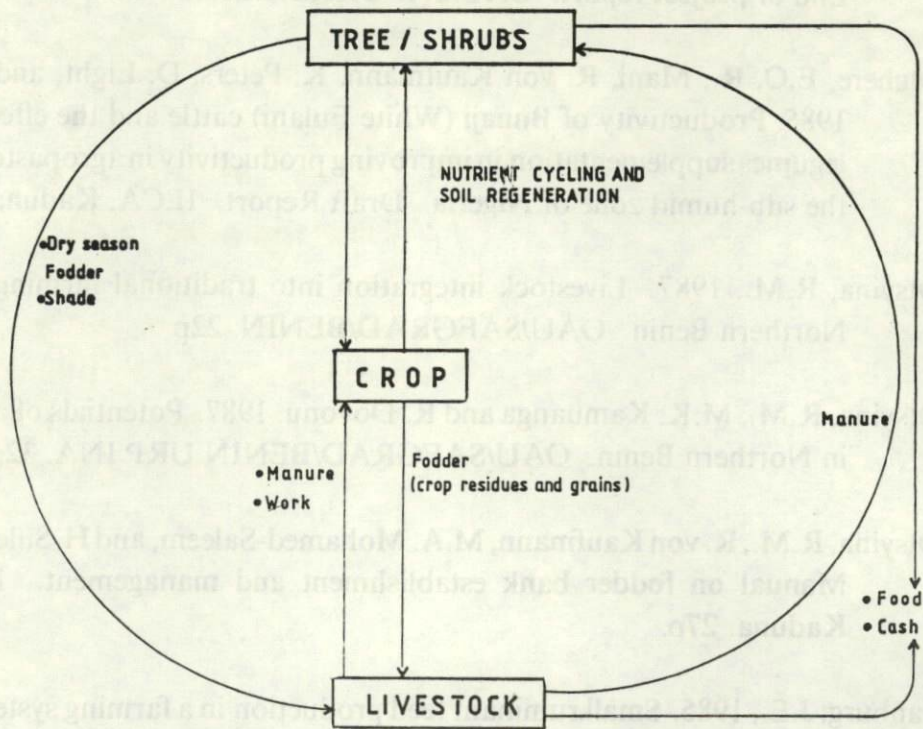 TREE / SHRUBS
NUTRIENT CYCLING AND
SOIL REGENERATION
•Dry season
Fodder
•Shade
CROP
Manure
•Manure
•Work
Fodder
(crop residues and grains)
•Food
•Cash
LIVESTOCK